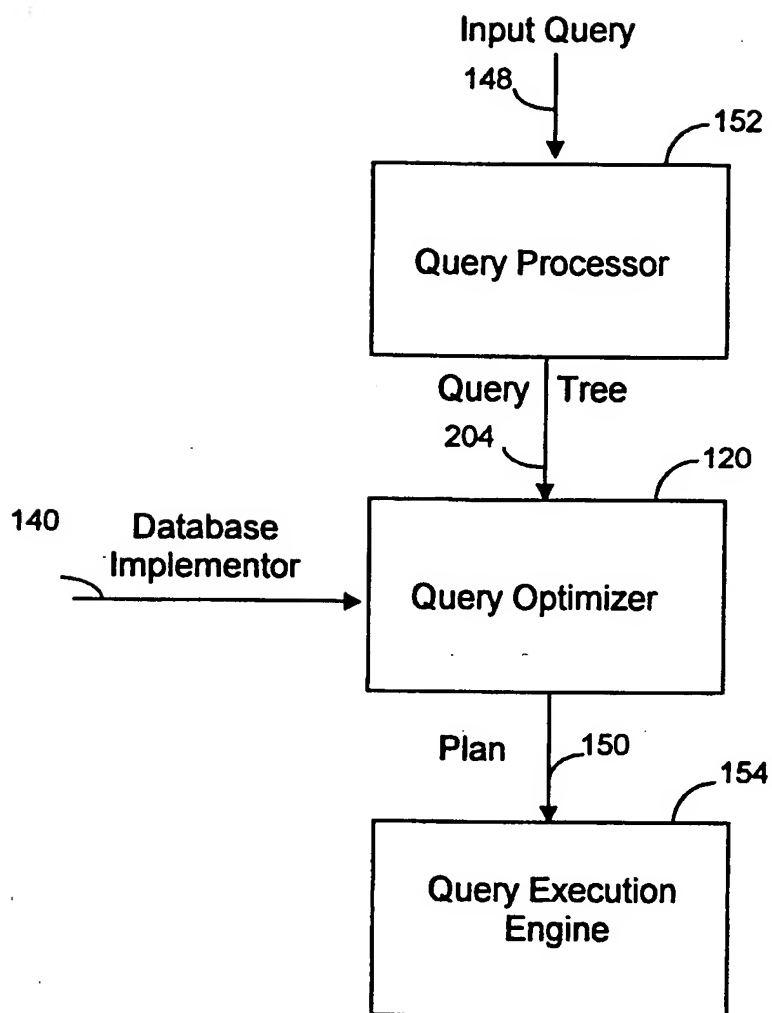 Input Query
148
152
Query Processor
Query Tree
204
120
140
Database
Implementor
Query Optimizer
Plan
150
154
Query Execution
Engine